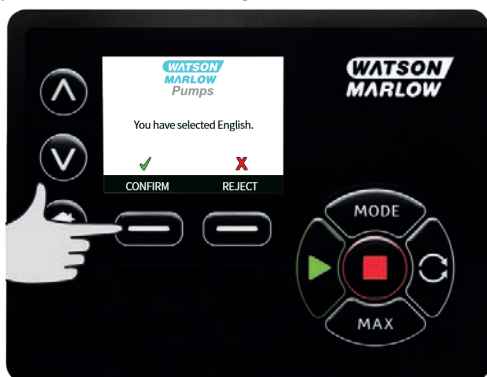 WATSON
MARLOW
Pumps
You have selected English.
CONFIRM REJECT
WATSON
MARLOW
MODE
MAX